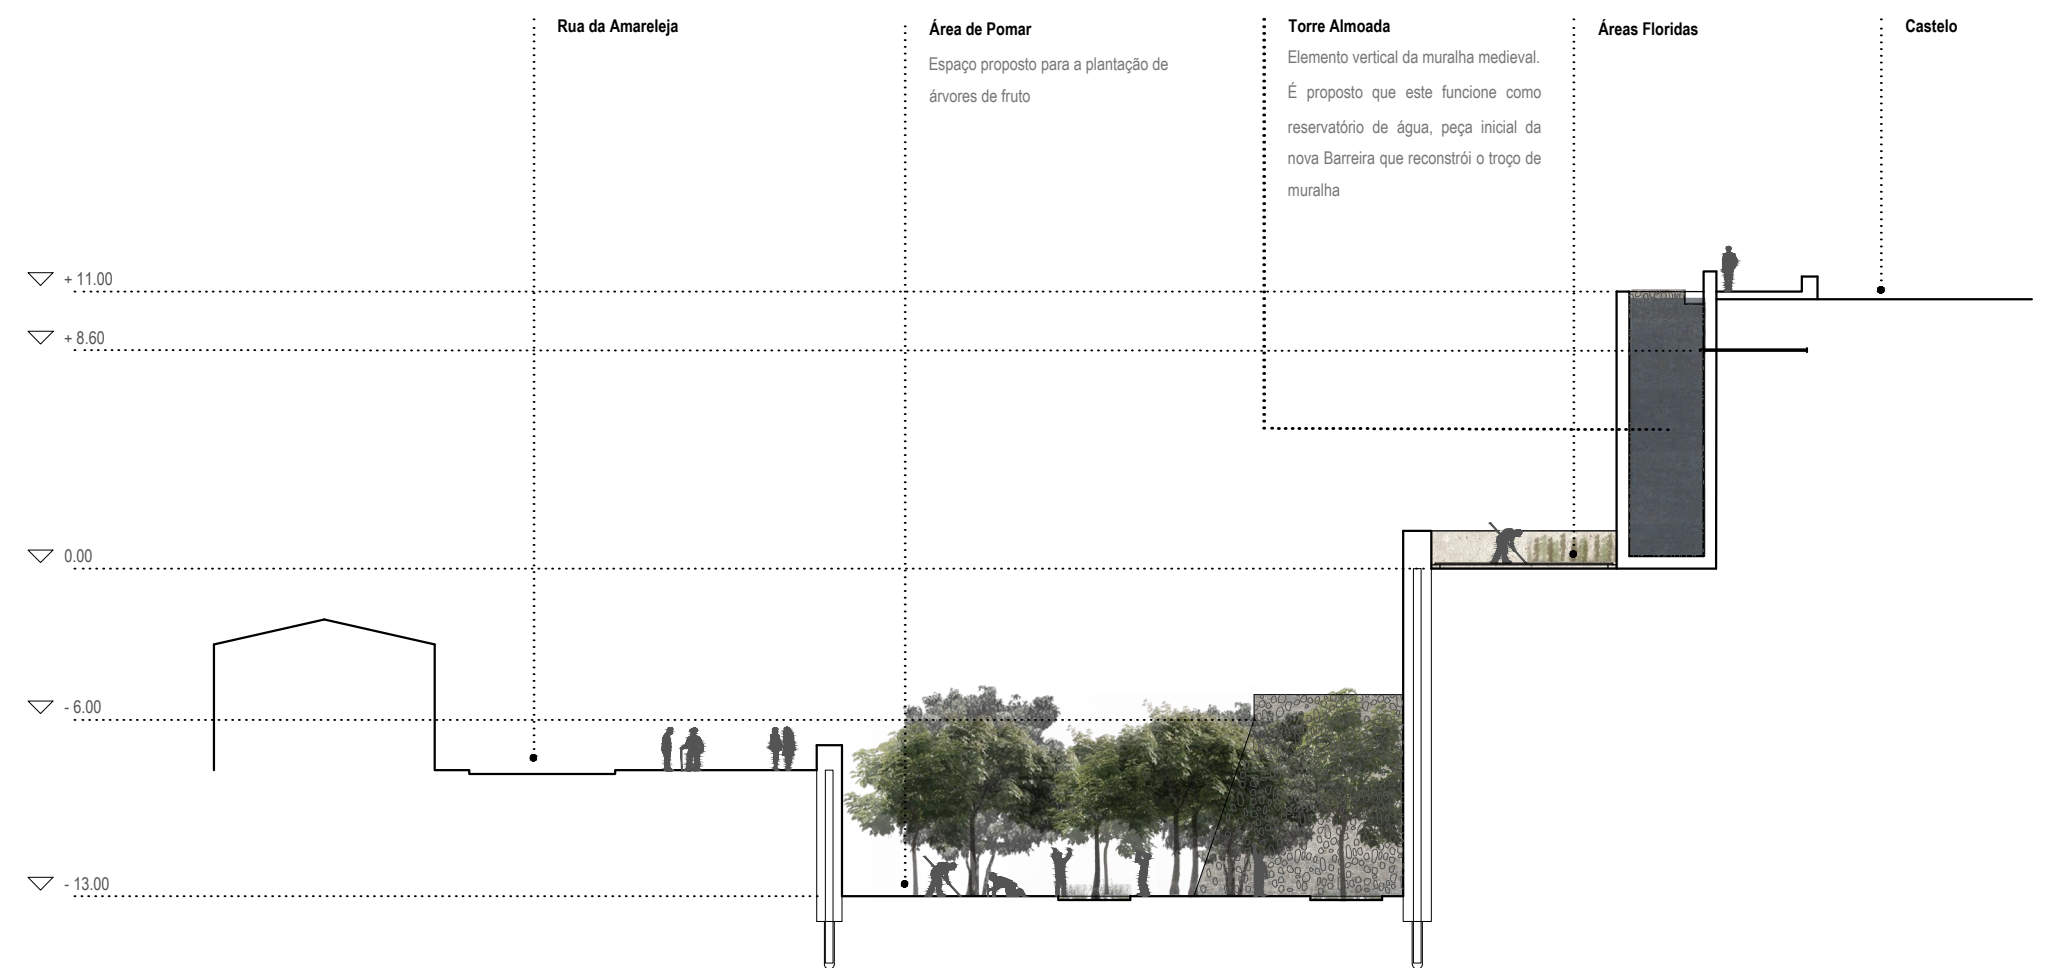 Rua da Amareleja
Área de Pomar
Espaço proposto para a plantação de
árvores de fruto
Torre Almoada
Elemento vertical da muralha medieval.
É proposto que este funcione como
reservatório de água, peça inicial da
nova Barreira que reconstrói o troço de
muralha
Áreas Floridas
Castelo
+ 11.00
+ 8.60
0.00
- 6.00
- 13.00